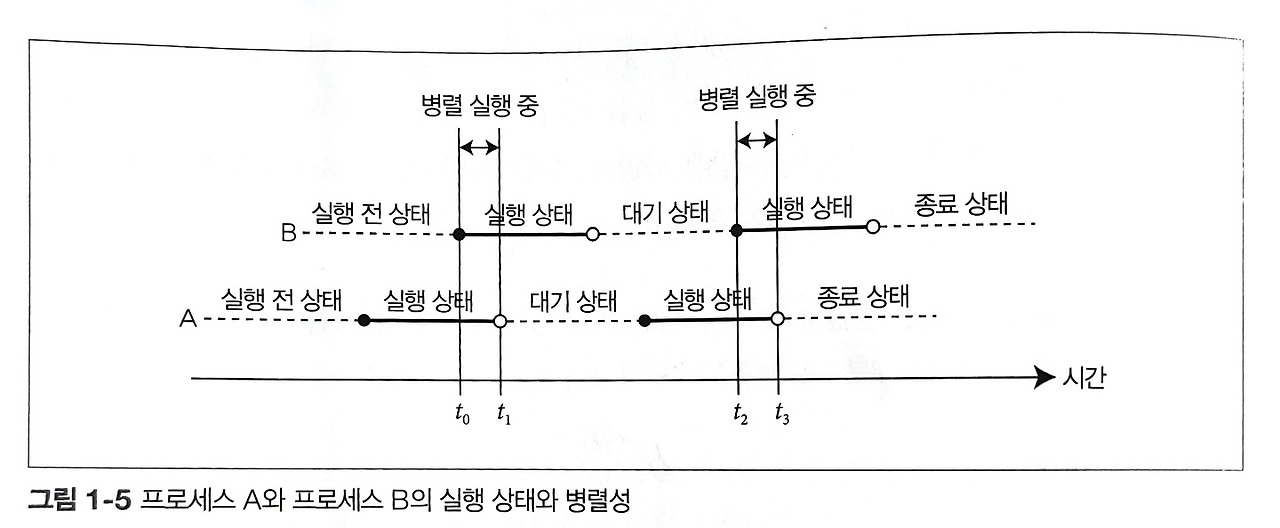 병렬 실행 중
병렬 실행 중
실행 전 상태
실행 상태
대기 상태
실행 상태
종료 상태
B
실행 전 상태
실행 상태
대기 상태
실행 상태
종료 상태
A
시간
t0 t1 t2 t3
그림 1-5 프로세스 A와 프로세스 B의 실행 상태와 병렬성